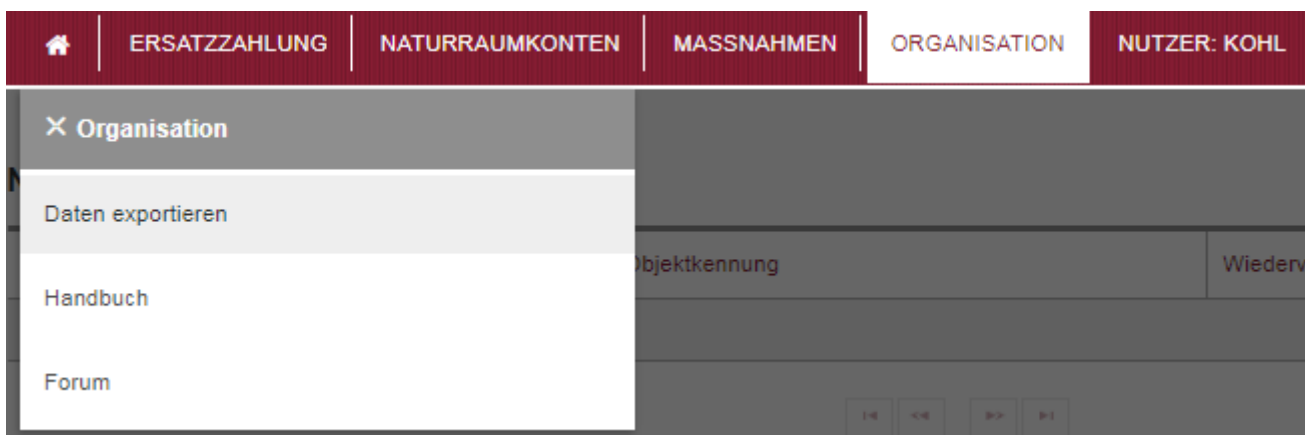 ERSATZZAHLUNG NATURRAUMKONTEN MASSNAHMEN ORGANISATION NUTZER: KOHL
× Organisation
Daten exportieren
Objektkennung
Handbuch
Forum